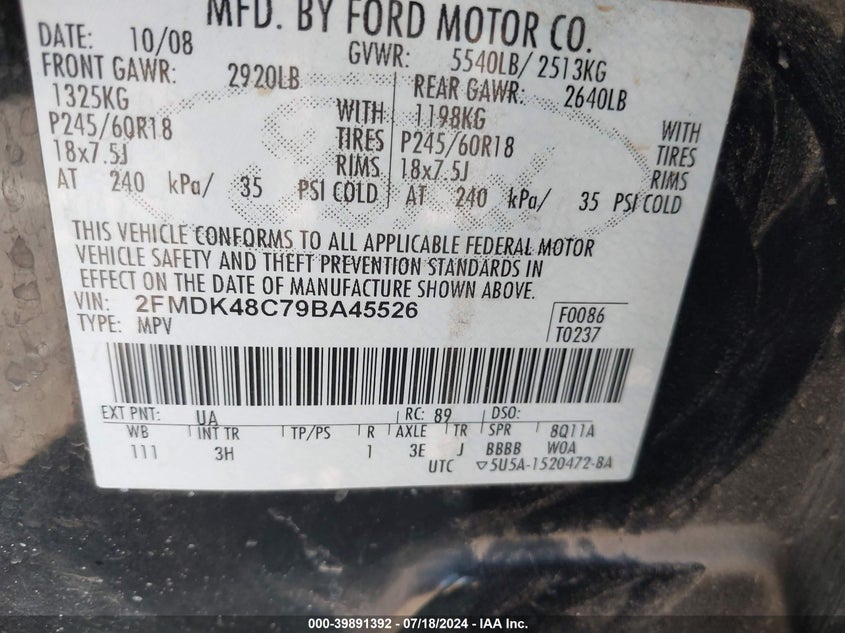 MFD. BY FORD MOTOR CO.
DATE: 10/08 GVWR: 5540LB/ 2513KG
FRONT GAWR: 2920LB REAR GAWR: 2640LB
1325KG WITH 1198KG WITH
P245/60R18 TIRES P245/60R18 TIRES
18x7.5J RIMS 18x7.5J RIMS
AT 240 kPa/ 35 PSI COLD AT 240 kPa/ 35 PSI COLD
THIS VEHICLE CONFORMS TO ALL APPLICABLE FEDERAL MOTOR
VEHICLE SAFETY AND THEFT PREVENTION STANDARDS IN
EFFECT ON THE DATE OF MANUFACTURE SHOWN ABOVE.
VIN: 2FMDK48C79BA45526 F0086
TYPE: MPV T0237
EXT PNT: UA RC: 89 DSO:
WB INT TR TP/PS R AXLE TR SPR 8Q11A
111 3H 1 3E J BBBB W0A
UTC ▽5U5A-1520472-BA
000-39891392 - 07/18/2024 - IAA Inc.